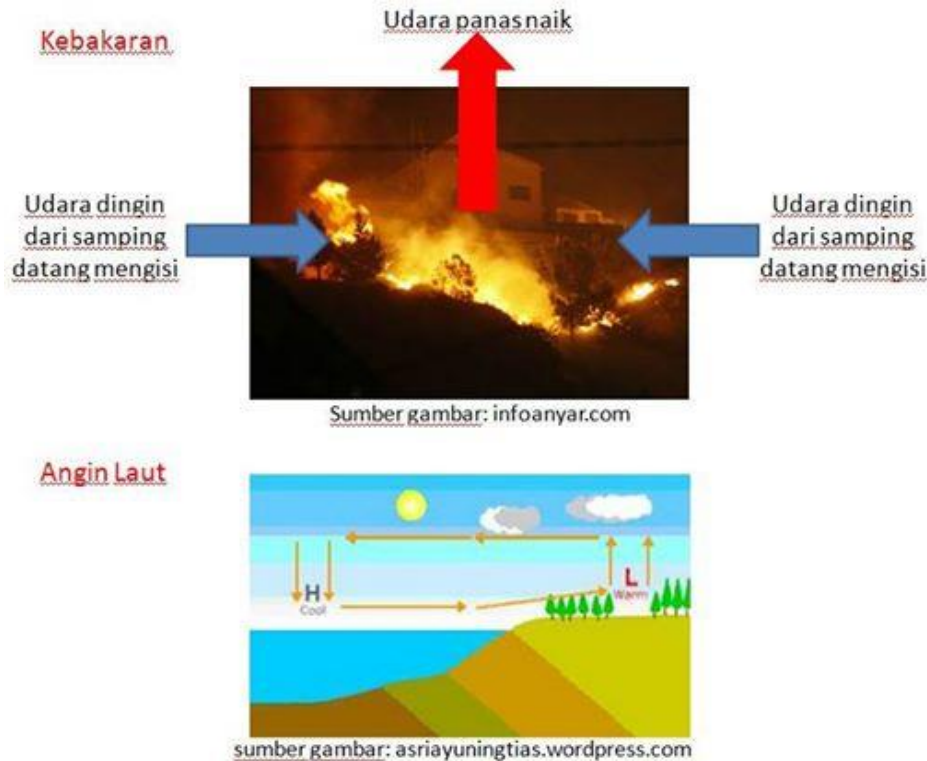 Kebakaran
Udara panas naik
Udara dingin
dari samping
datang mengisi
Udara dingin
dari samping
datang mengisi
Sumber gambar: infoanyar.com
Angin Laut
H
Cool
L
Warm
sumber gambar: asriayuningtias.wordpress.com